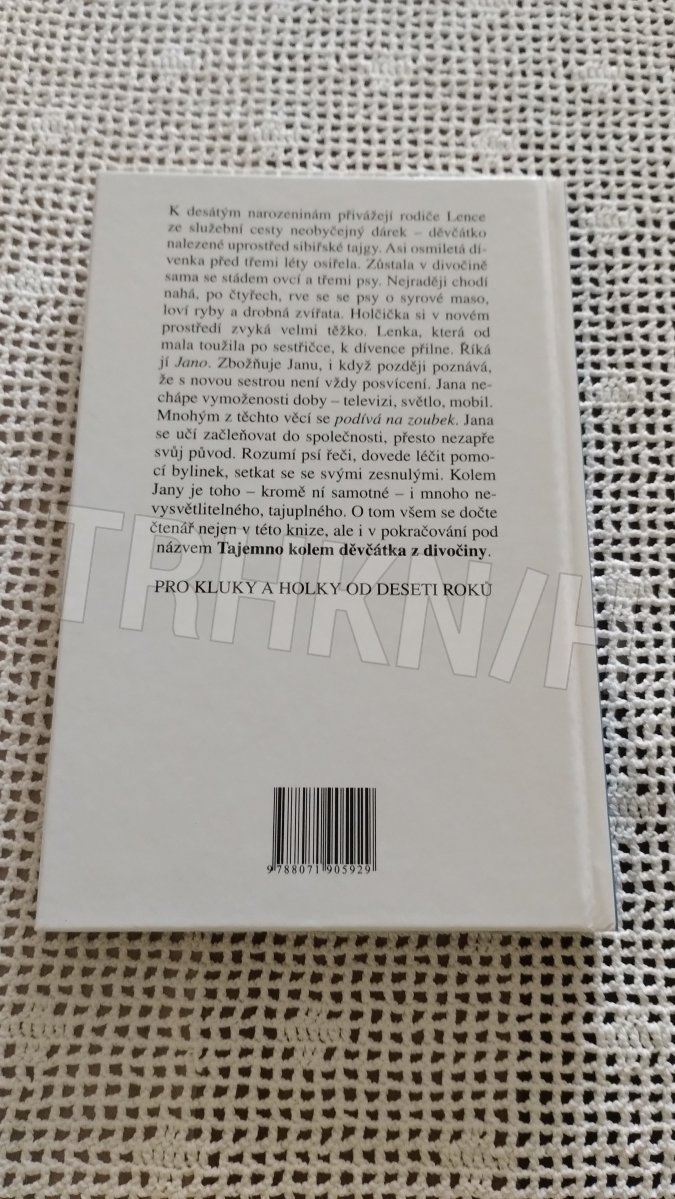 K desátým narozeninám přivážejí rodiče Lence
ze služební cesty neobyčejný dárek – děvčátko
nalezené uprostřed sibiřské tajgy. Asi osmiletá dí-
venka před třemi léty osiřela. Zůstala v divočině
sama se stádem ovcí a třemi psy. Nejraději chodí
nahá, po čtyřech, rve se se psy o syrové maso,
loví ryby a drobná zvířata. Holčička si v novém
prostředí zvyká velmi těžko. Lenka, která od
mala toužila po sestřičce, k dívence přilne. Říká
jí Jano. Zbožňuje Janu, i když později poznává,
že s novou sestrou není vždy posvícení. Jana ne-
chápe vymoženosti doby – televizi, světlo, mobil.
Mnohým z těchto věcí se podívá na zoubek. Jana
se učí začleňovat do společnosti, přesto nezapře
svůj původ. Rozumí psí řeči, dovede léčit pomo-
cí bylinek, setkat se se svými zesnulými. Kolem
Jany je toho – kromě ní samotné – i mnoho ne-
vysvětlitelného, tajuplného. O tom všem se dočte
čtenář nejen v této knize, ale i v pokračování pod
názvem Tajemno kolem děvčátka z divočiny.
PRO KLUKY A HOLKY OD DESETI ROKŮ
TRHKN/H
9 788071 905929